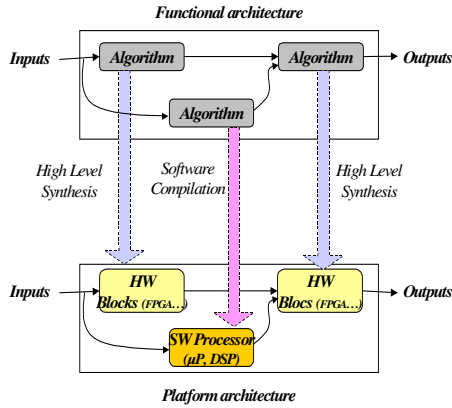 Functional architecture
Inputs
Algorithm
Algorithm
Outputs
Algorithm
High Level
Synthesis
Software
Compilation
High Level
Synthesis
Inputs
HW
Blocks (FPGA…)
HW
Blocs (FPGA…)
Outputs
SW Processor
(µP, DSP)
Platform architecture